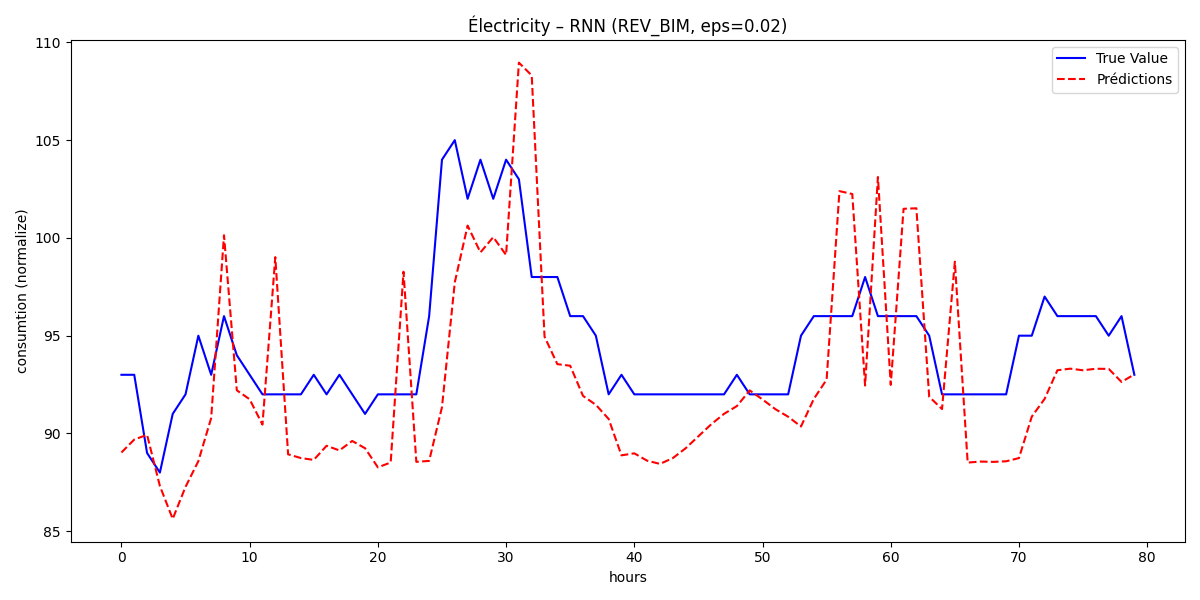 Électricity – RNN (REV_BIM, eps=0.02)
True Value
Prédictions
consumtion (normalize)
110
105
100
95
90
85
0 10 20 30 40 50 60 70 80
hours